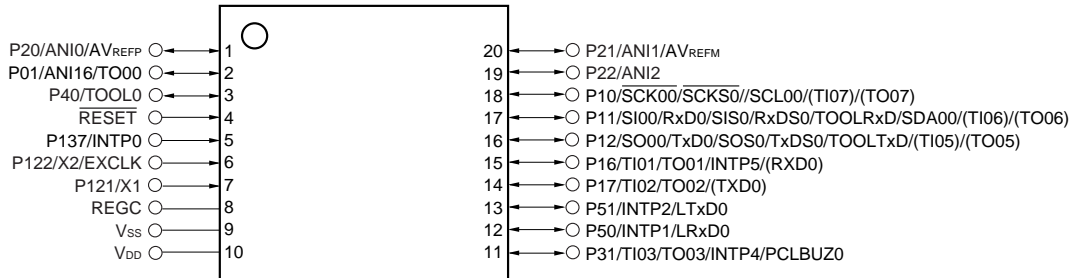 P20/ANI0/AVREFP 1
P01/ANI16/TO00 2
P40/TOOL0 3
RESET 4
P137/INTP0 5
P122/X2/EXCLK 6
P121/X1 7
REGC 8
VSS 9
VDD 10
20 P21/ANI1/AVREFM
19 P22/ANI2
18 P10/SCK00/SCKS0//SCL00/(TI07)/(TO07)
17 P11/SI00/RxD0/SIS0/RxDS0/TOOLRxD/SDA00/(TI06)/(TO06)
16 P12/SO00/TxD0/SOS0/TxDS0/TOOLTxD/(TI05)/(TO05)
15 P16/TI01/TO01/INTP5/(RXD0)
14 P17/TI02/TO02/(TXD0)
13 P51/INTP2/LTxD0
12 P50/INTP1/LRxD0
11 P31/TI03/TO03/INTP4/PCLBUZ0